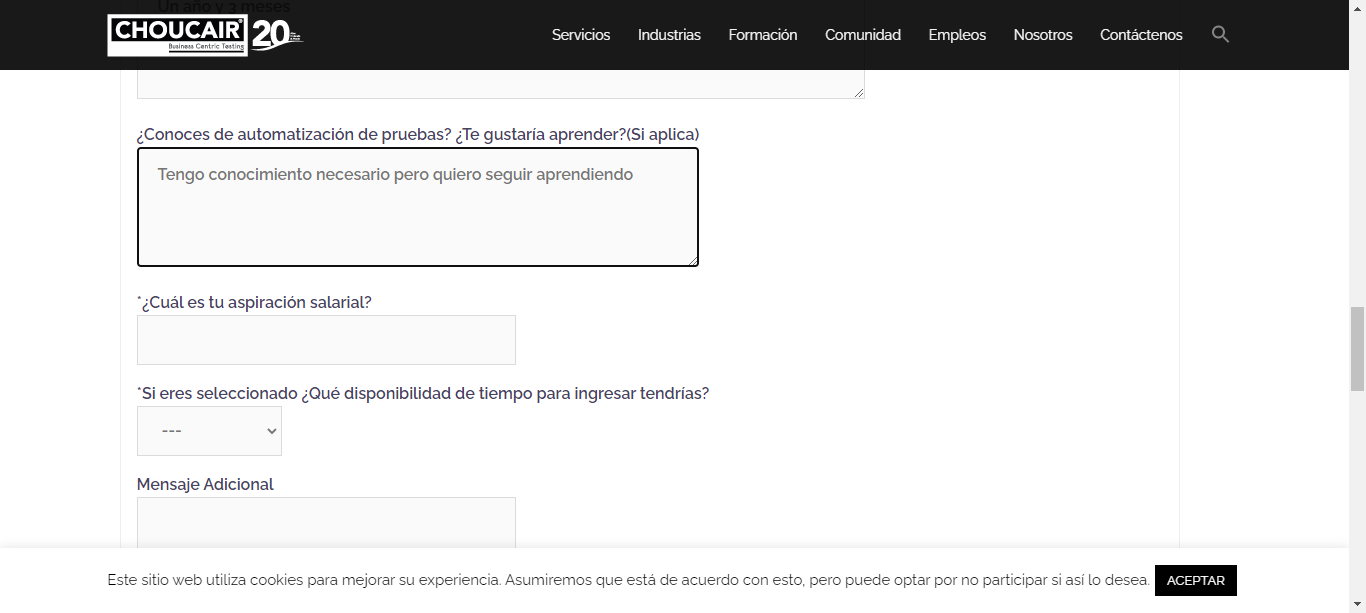 Un año y 3 meses
CHOUCAIR®
Business Centric Testing
20
Servicios
Industrias
Formación
Comunidad
Empleos
Nosotros
Contáctenos
¿Conoces de automatización de pruebas? ¿Te gustaría aprender?(Si aplica)
Tengo conocimiento necesario pero quiero seguir aprendiendo
*¿Cuál es tu aspiración salarial?
*Si eres seleccionado ¿Qué disponibilidad de tiempo para ingresar tendrías?
---
Mensaje Adicional
Este sitio web utiliza cookies para mejorar su experiencia. Asumiremos que está de acuerdo con esto, pero puede optar por no participar si así lo desea.
ACEPTAR